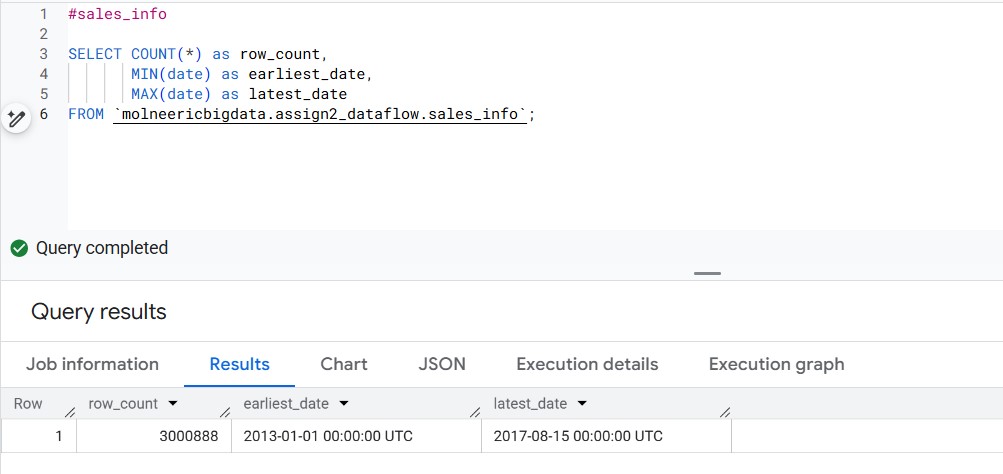 1 #sales_info
2
3 SELECT COUNT(*) as row_count,
4 MIN(date) as earliest_date,
5 MAX(date) as latest_date
6 FROM `molneericbigdata.assign2_dataflow.sales_info`;
Query completed
Query results
Job information Results Chart JSON Execution details Execution graph
Row row_count earliest_date latest_date
1 3000888 2013-01-01 00:00:00 UTC 2017-08-15 00:00:00 UTC